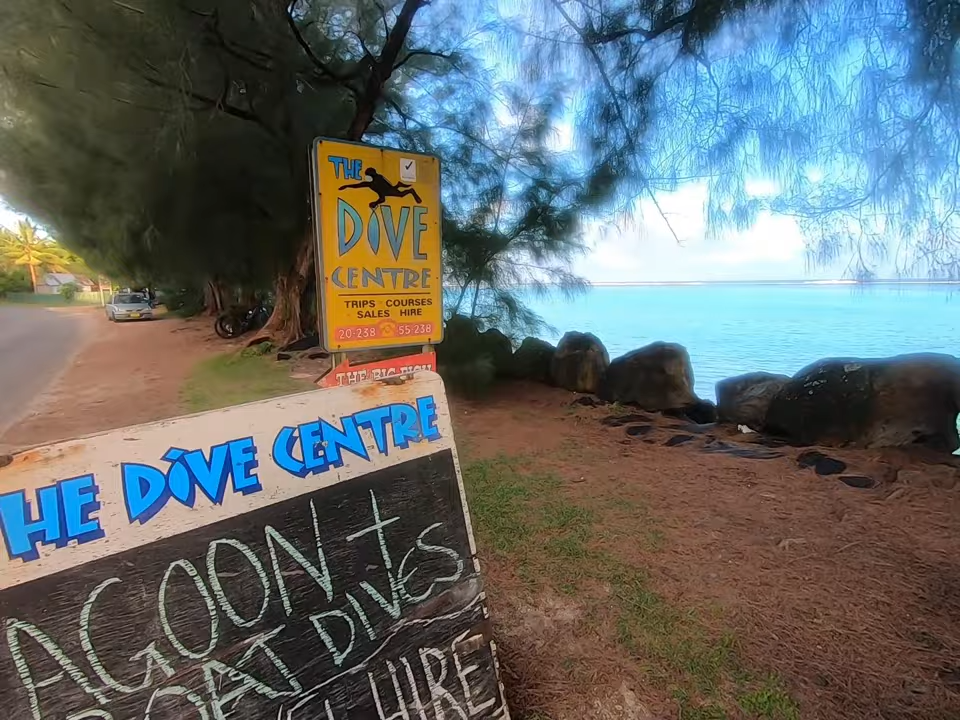 THE
DIVE
CENTRE
TRIPS COURSES
SALES HIRE
20-238 ☎ 55-238
THE BIG FISH
HE DIVE CENTRE
LAGOON +
BOAT DIVES
HIRE